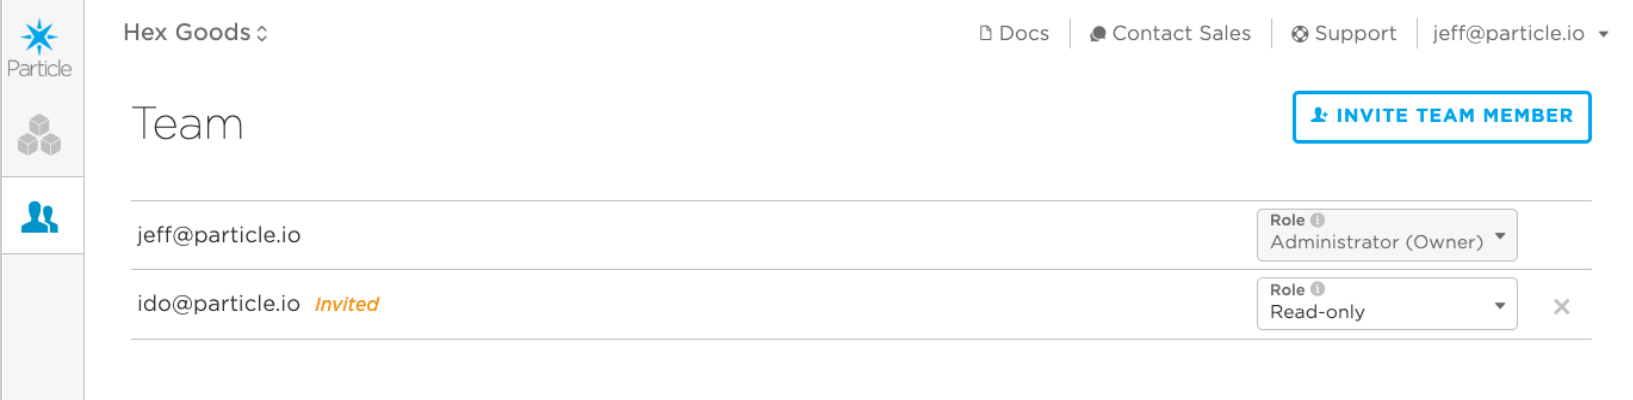 Particle
Hex Goods
Docs
Contact Sales
Support
jeff@particle.io
Team
INVITE TEAM MEMBER
jeff@particle.io
Role
Administrator (Owner)
ido@particle.io Invited
Role
Read-only